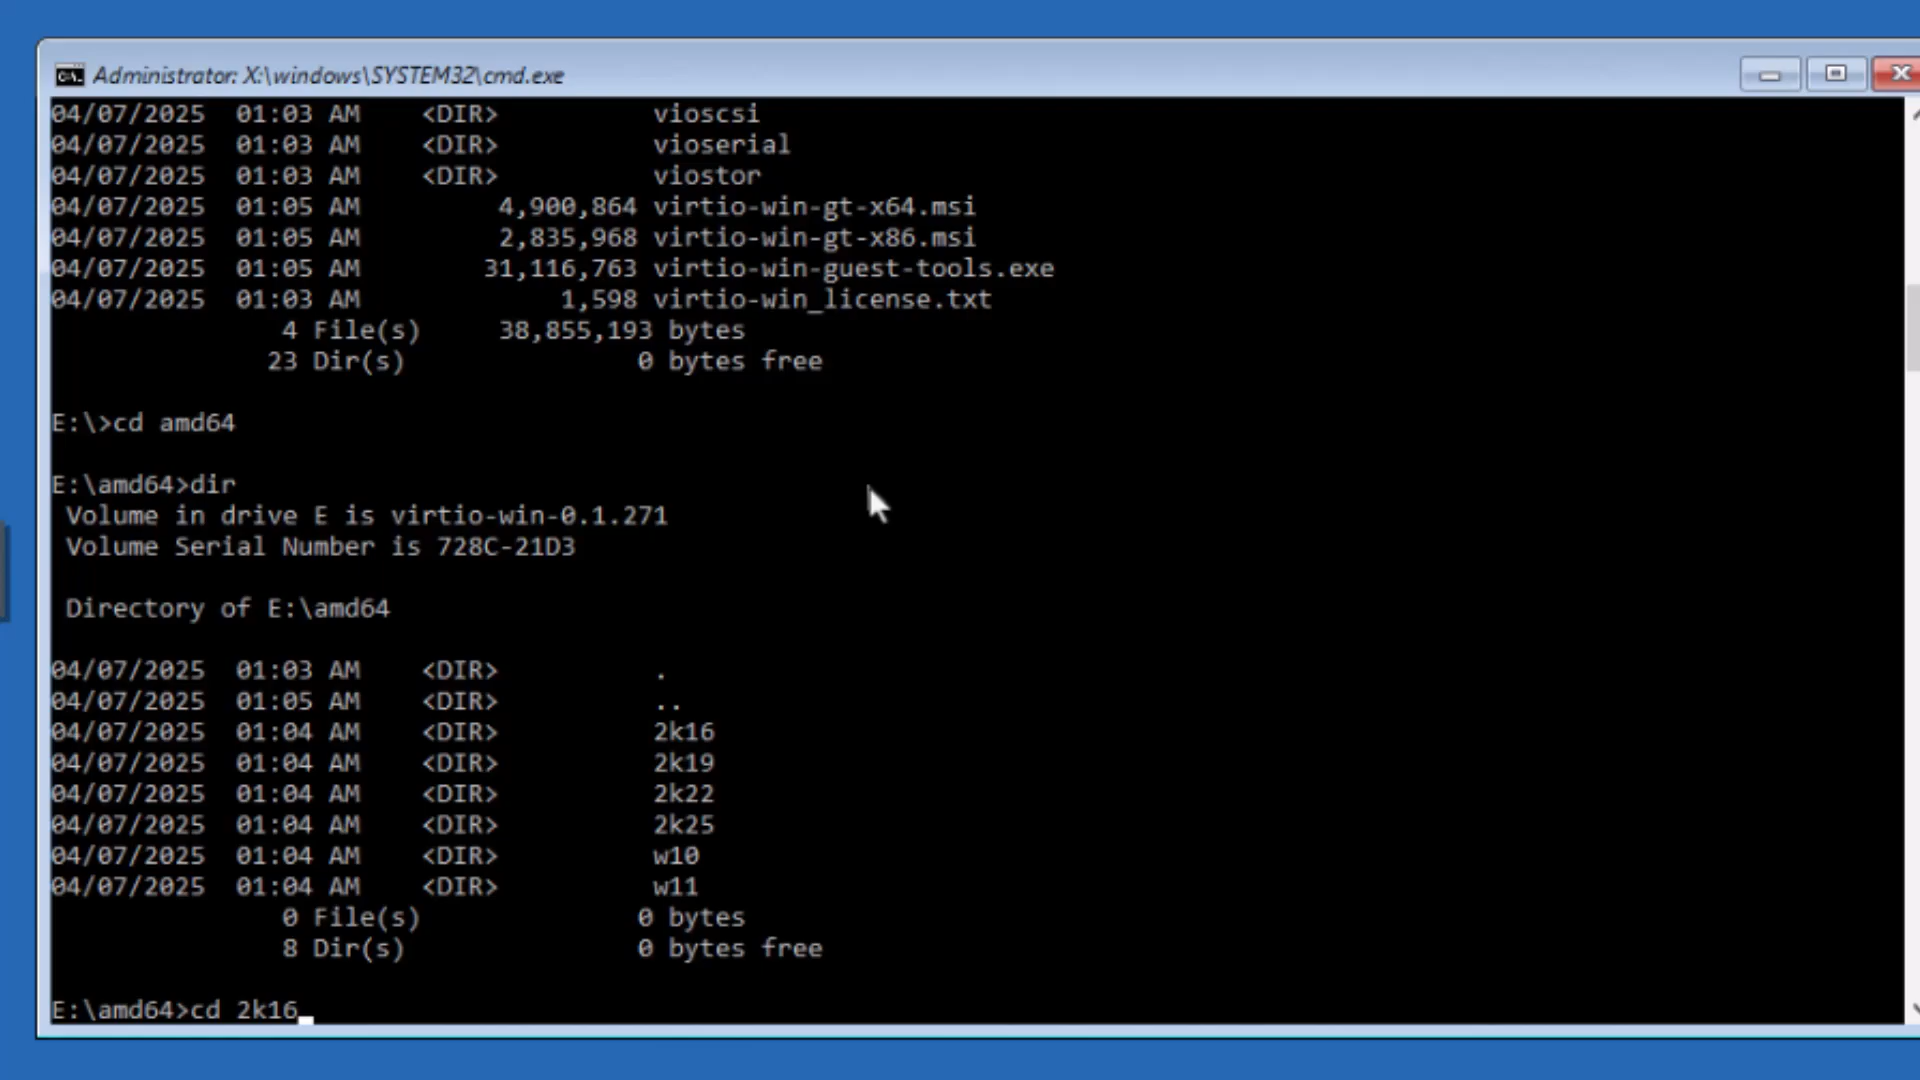 Administrator: X:\windows\SYSTEM32\cmd.exe
04/07/2025  01:03 AM    <DIR>          vioscsi
04/07/2025  01:03 AM    <DIR>          vioserial
04/07/2025  01:03 AM    <DIR>          viostor
04/07/2025  01:05 AM         4,900,864 virtio-win-gt-x64.msi
04/07/2025  01:05 AM         2,835,968 virtio-win-gt-x86.msi
04/07/2025  01:05 AM        31,116,763 virtio-win-guest-tools.exe
04/07/2025  01:03 AM             1,598 virtio-win_license.txt
               4 File(s)     38,855,193 bytes
              23 Dir(s)               0 bytes free
E:\>cd amd64
E:\amd64>dir
 Volume in drive E is virtio-win-0.1.271
 Volume Serial Number is 728C-21D3
 Directory of E:\amd64
04/07/2025  01:03 AM    <DIR>          .
04/07/2025  01:05 AM    <DIR>          ..
04/07/2025  01:04 AM    <DIR>          2k16
04/07/2025  01:04 AM    <DIR>          2k19
04/07/2025  01:04 AM    <DIR>          2k22
04/07/2025  01:04 AM    <DIR>          2k25
04/07/2025  01:04 AM    <DIR>          w10
04/07/2025  01:04 AM    <DIR>          w11
               0 File(s)              0 bytes
               8 Dir(s)               0 bytes free
E:\amd64>cd 2k16_